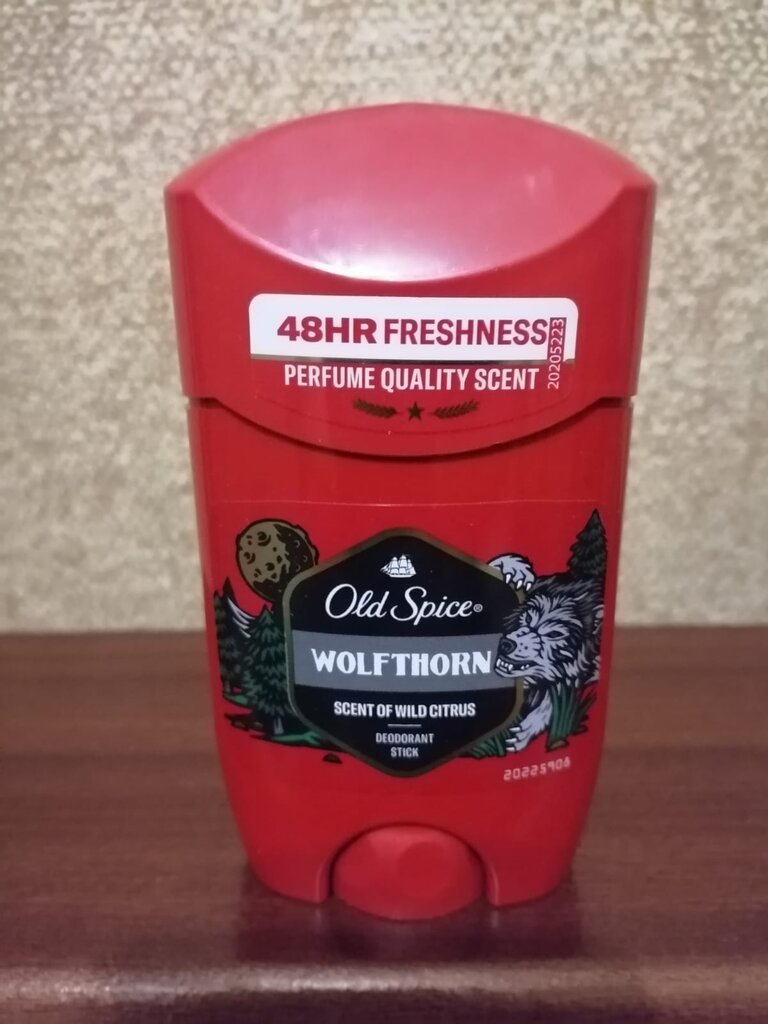 48HR FRESHNESS
20205223
PERFUME QUALITY SCENT
Old Spice®
WOLFTHORN
SCENT OF WILD CITRUS
DEODORANT
STICK
20225906